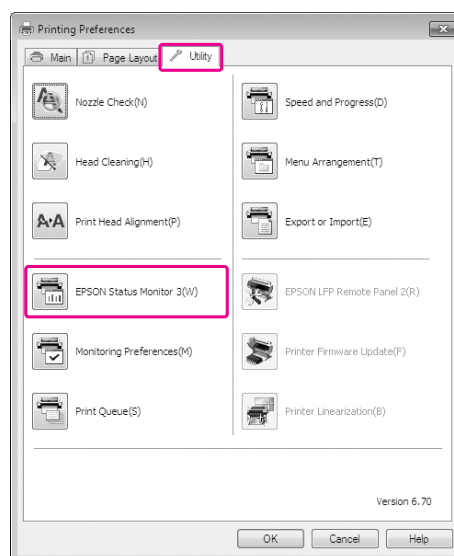 Printing Preferences
Main
Page Layout
Utility
Nozzle Check(N)
Speed and Progress(D)
Head Cleaning(H)
Menu Arrangement(T)
Print Head Alignment(P)
Export or Import(E)
EPSON Status Monitor 3(W)
EPSON LFP Remote Panel 2(R)
Monitoring Preferences(M)
Printer Firmware Update(F)
Print Queue(S)
Printer Linearization(B)
Version 6.70
OK
Cancel
Help